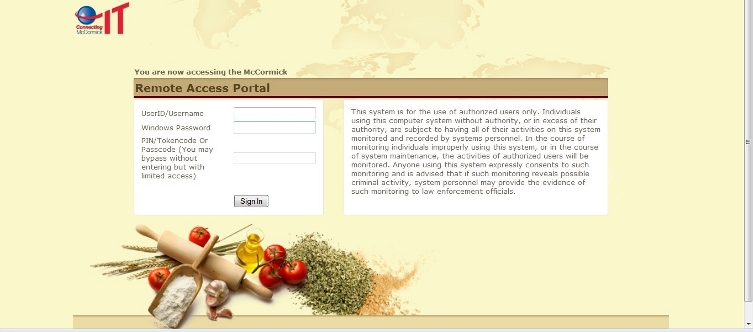 Connecting
McCormick
IT
You are now accessing the McCormick
Remote Access Portal
UserID/Username
Windows Password
PIN/Tokencode Or
Passcode (You may
bypass without
entering but with
limited access)
Sign In
This system is for the use of authorized users only. Individuals
using this computer system without authority, or in excess of their
authority, are subject to having all of their activities on this system
monitored and recorded by systems personnel. In the course of
monitoring individuals improperly using this system, or in the course
of system maintenance, the activities of authorized users will be
monitored. Anyone using this system expressly consents to such
monitoring and is advised that if such monitoring reveals possible
criminal activity, system personnel may provide the evidence of
such monitoring to law enforcement officials.